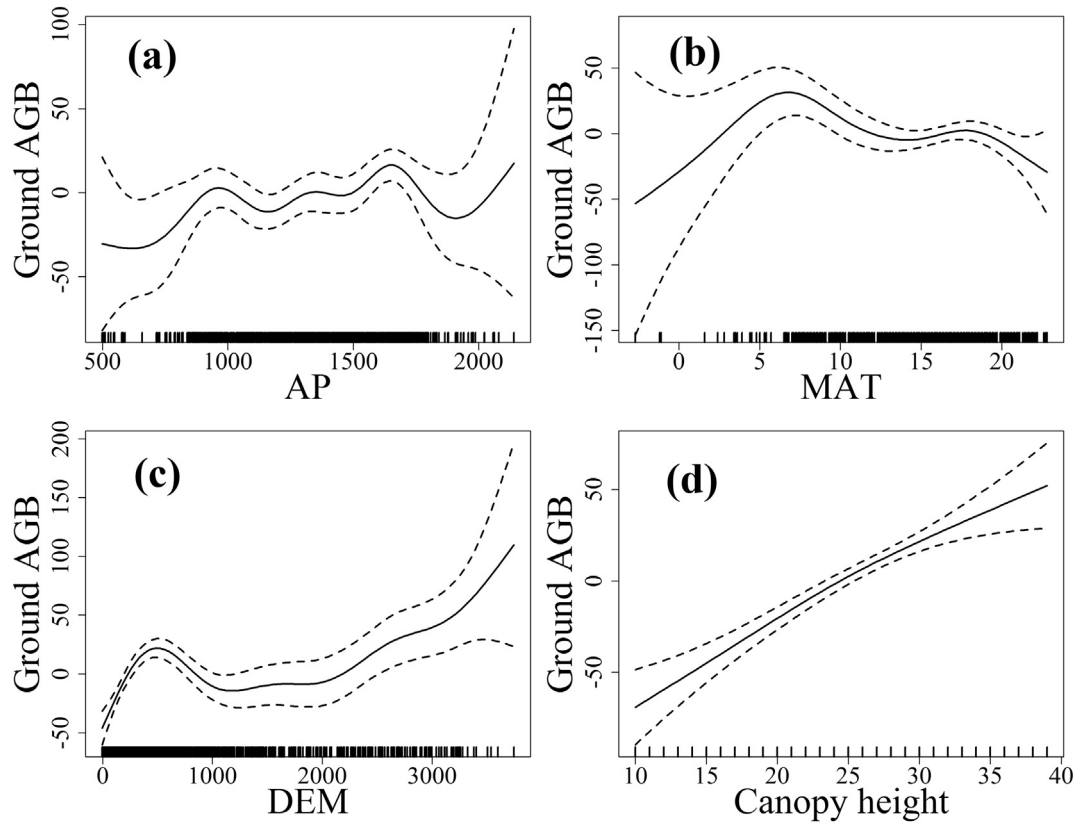 (a)
Ground AGB
100
50
0
-50
500 1000 1500 2000
AP
(b)
Ground AGB
50
0
-50
-100
-150
0 5 10 15 20
MAT
(c)
Ground AGB
200
150
100
50
0
-50
0 1000 2000 3000
DEM
(d)
Ground AGB
50
0
-50
10 15 20 25 30 35 40
Canopy height